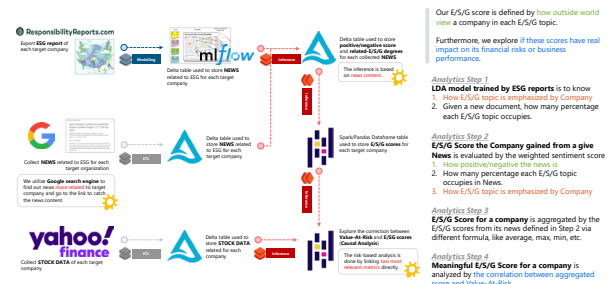 ResponsibilityReports.com
Export ESG report of
each target company
Modelling
mlflow
Delta table used to store NEWS
related to ESG for each target
company
Inference
Delta table used to store
positive/negative score
and related-E/S/G degrees
for each collected NEWS
The inference is based
on news content.
Inference
Google
Collect NEWS related to ESG for each
target organization
We utilize Google search engine to
find out news more related to target
company and go to the link to catch
the news content.
ETL
Delta table used to
store NEWS related
to ESG for each
target company
Spark/Pandas Dataframe table
used to store E/S/G scores for
each target company
Inference
yahoo!
finance
Collect STOCK DATA of each target
company
ETL
Delta table used to
store STOCK DATA
related for each
target company
Inference
Explore the correction between
Value-At-Risk and E/SG scores
(Causal Analysis)
The risk-based analysis is
done by linking two most
relevant metrics directly.
Our E/S/G score is defined by how outside world
view a company in each E/S/G topic.
Furthermore, we explore if these scores have real
impact on its financial risks or business
performance.
Analytics Step 1
LDA model trained by ESG reports is to know
1. How E/S/G topic is emphasized by Company
2. Given a new document, how many percentage
each E/S/G topic occupies.
Analytics Step 2
E/S/G Score the Company gained from a give
News is evaluated by the weighted sentiment score
1. How positive/negative the news is
2. How many percentage each E/S/G topic
occupies in News.
3. How E/S/G topic is emphasized by Company
Analytics Step 3
E/S/G Score for a company is aggregated by the
E/S/G scores from its news defined in Step 2 via
different formula, like average, max, min, etc.
Analytics Step 4
Meaningful E/S/G Score for a company is
analyzed by the correlation between aggregated
score and Value-At-Risk